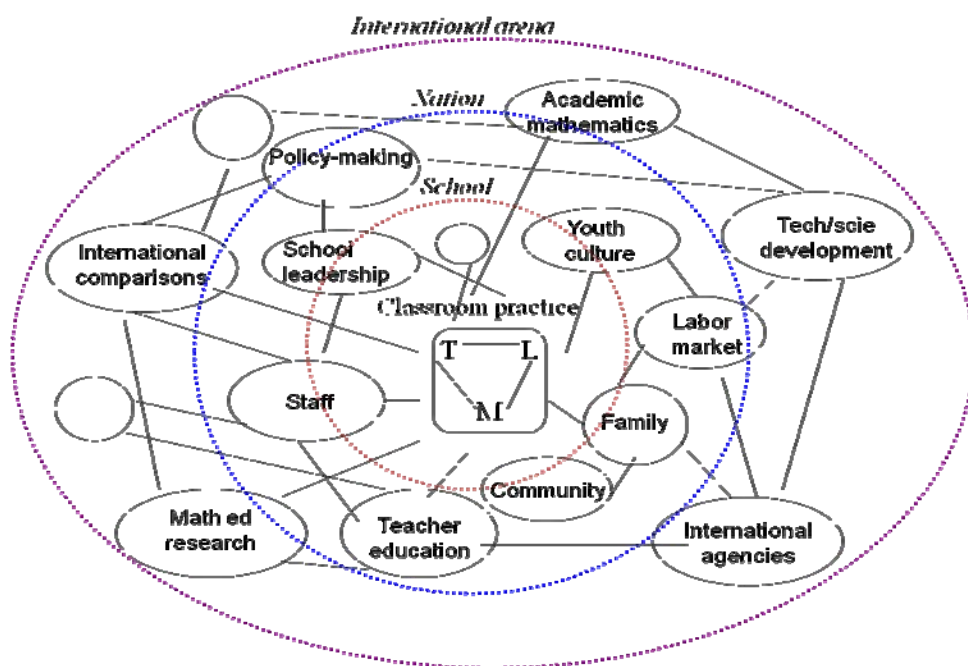 International arena
Nation
Academic
mathematics
Policy-making
School
Youth
culture
Tech/scie
development
International
comparisons
School
leadership
Classroom practice
Labor
market
T
L
M
Staff
Family
Community
Math ed
research
Teacher
education
International
agencies